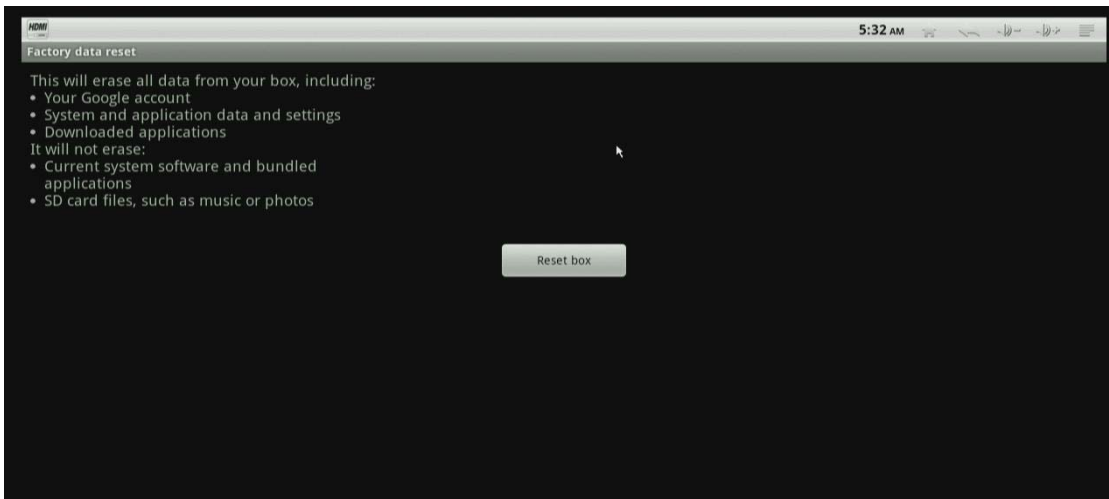 HDMI
5:32 AM
Factory data reset
This will erase all data from your box, including:
• Your Google account
• System and application data and settings
• Downloaded applications
It will not erase:
• Current system software and bundled
applications
• SD card files, such as music or photos
Reset box